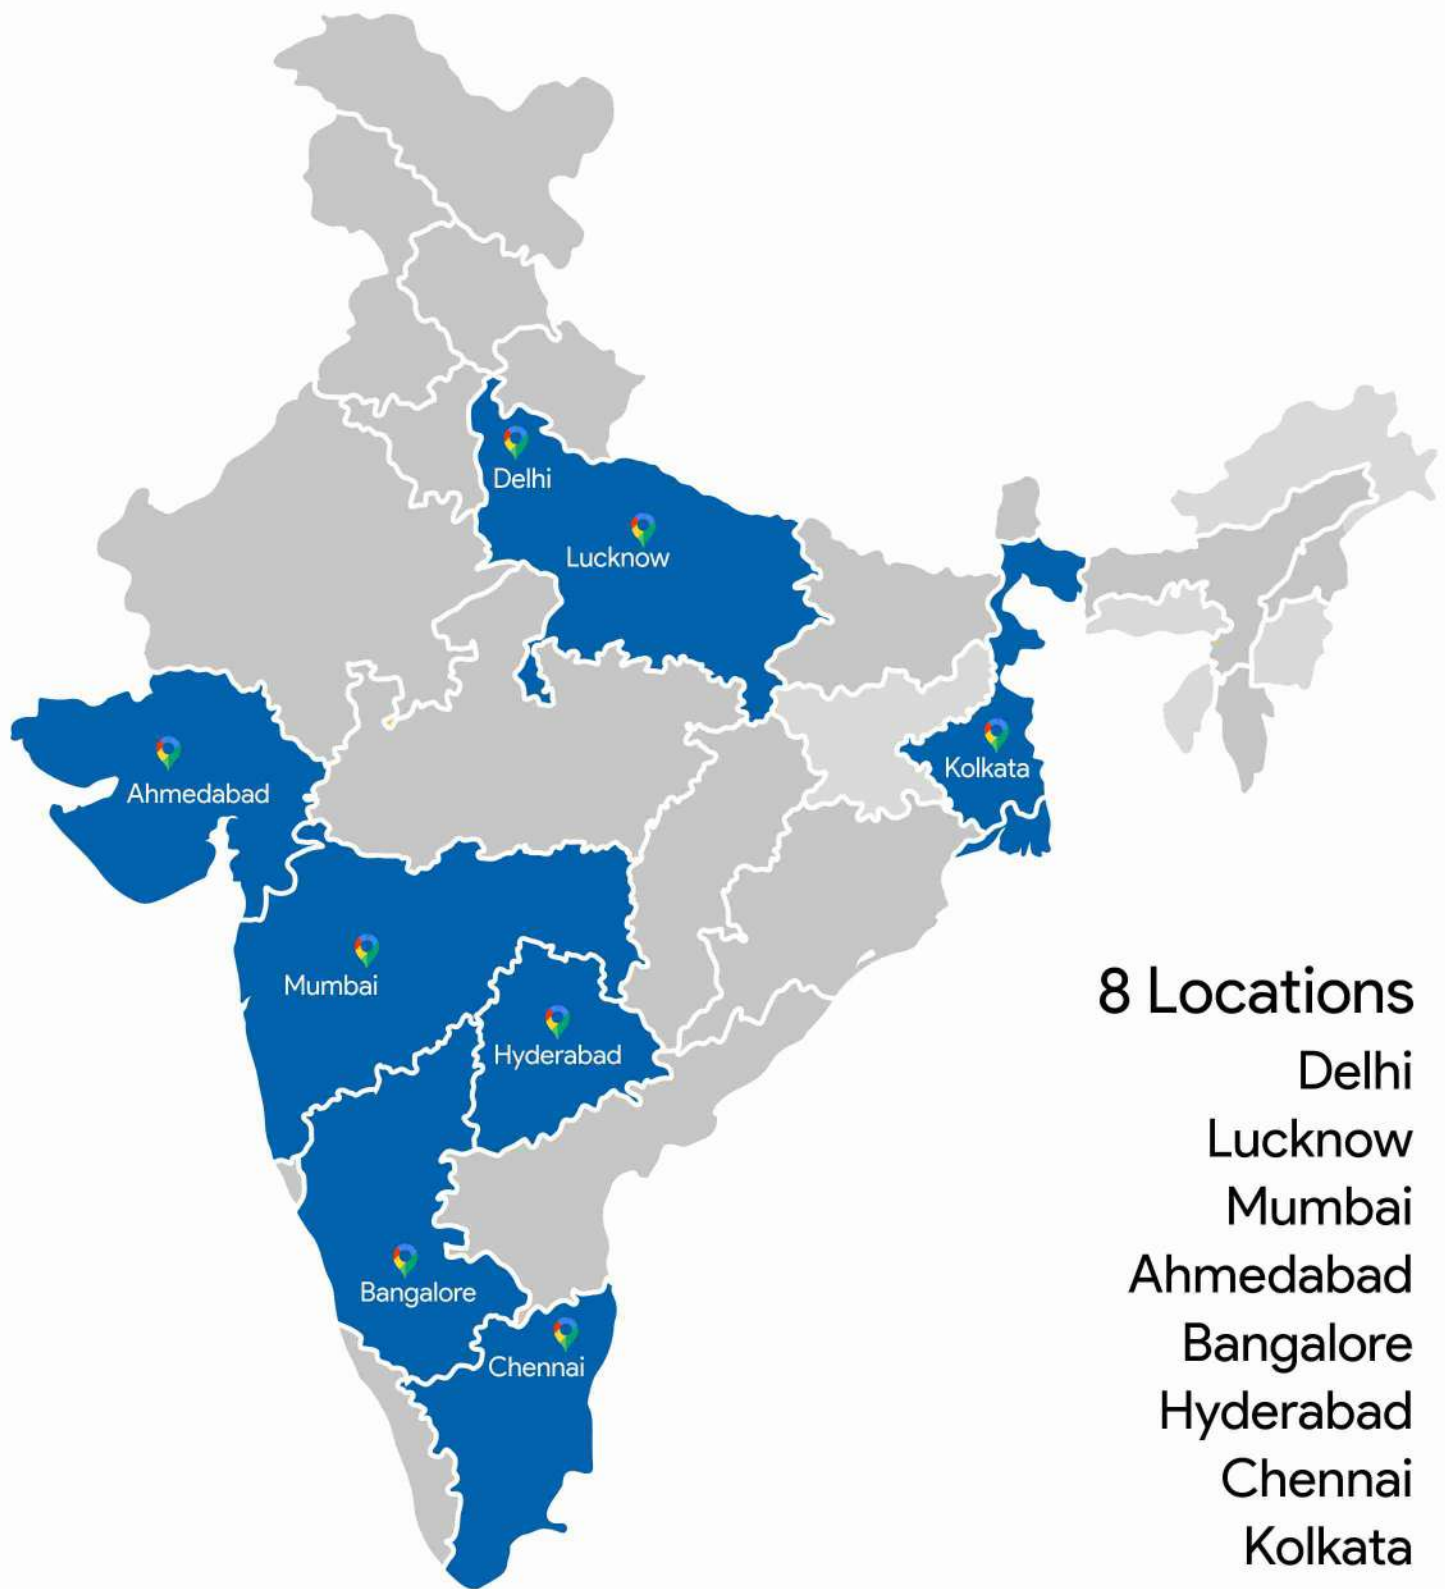 Delhi
Lucknow
Kolkata
Ahmedabad
Mumbai
Hyderabad
Bangalore
Chennai
8 Locations
Delhi
Lucknow
Mumbai
Ahmedabad
Bangalore
Hyderabad
Chennai
Kolkata